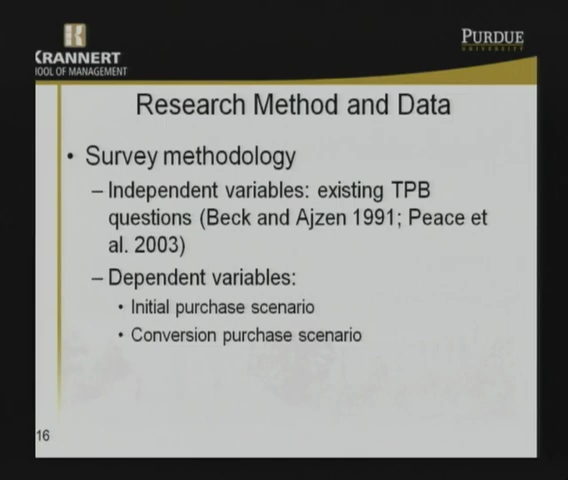 KRANNERT
OOL OF MANAGEMENT
PURDUE
UNIVERSITY
Research Method and Data
• Survey methodology
– Independent variables: existing TPB
questions (Beck and Ajzen 1991; Peace et
al. 2003)
– Dependent variables:
• Initial purchase scenario
• Conversion purchase scenario
16